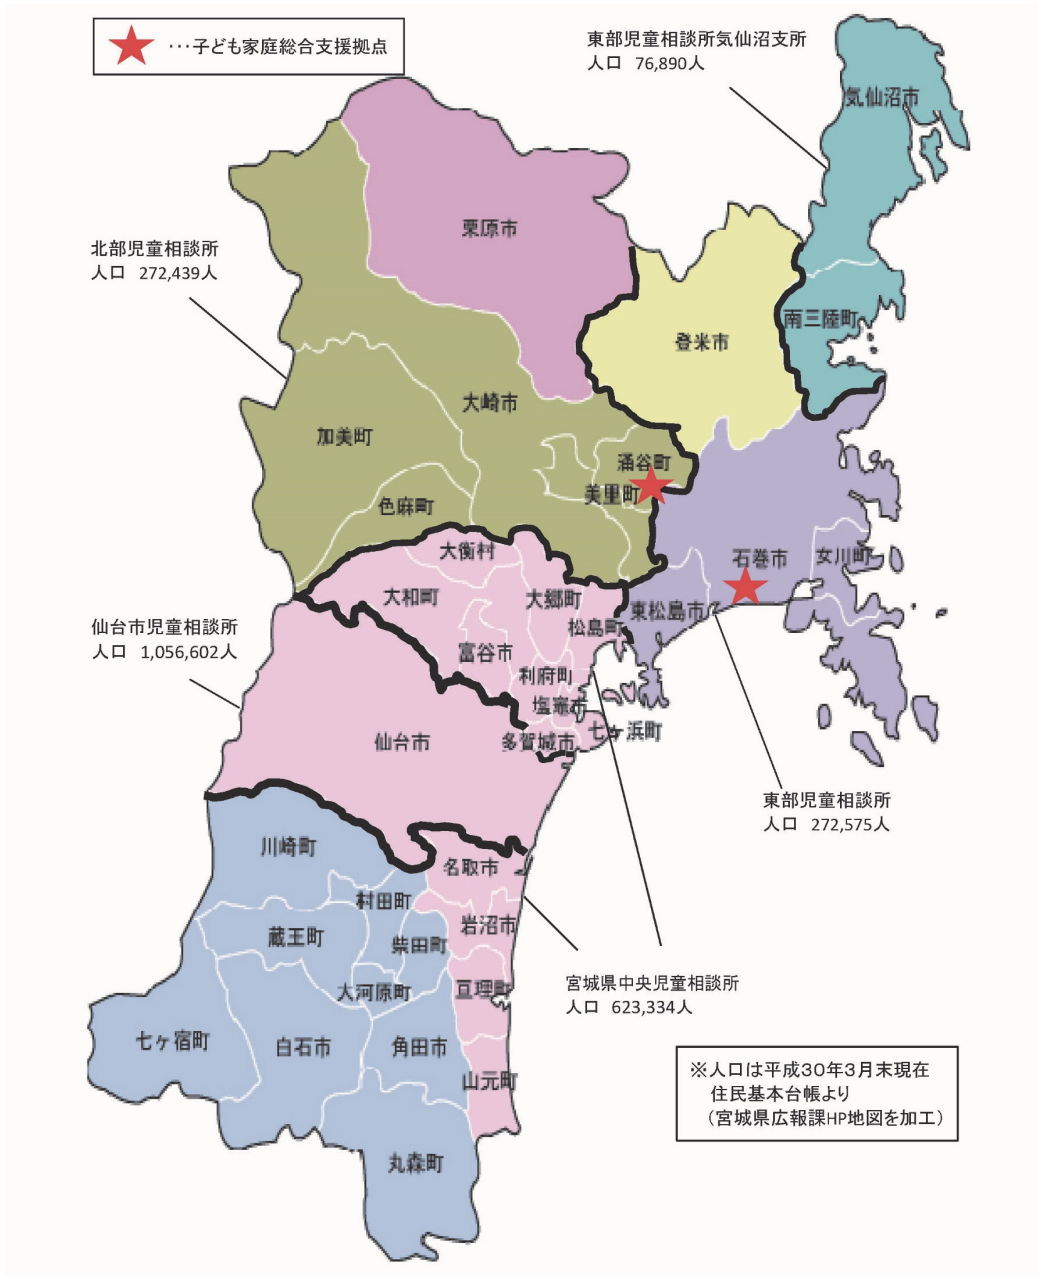 …子ども家庭総合支援拠点
東部児童相談所気仙沼支所
人口 76,890人
気仙沼市
栗原市
北部児童相談所
人口 272,439人
南三陸町
登米市
大崎市
加美町
涌谷町
美里町
色麻町
大衡村
石巻市
女川町
大和町
大郷町
東松島市
松島町
仙台市児童相談所
人口 1,056,602人
富谷市
利府町
塩竈市
七ヶ浜町
仙台市
多賀城市
東部児童相談所
人口 272,575人
川崎町
名取市
村田町
岩沼市
蔵王町
柴田町
宮城県中央児童相談所
人口 623,334人
大河原町
亘理町
七ヶ宿町
白石市
角田市
山元町
※人口は平成30年3月末現在
住民基本台帳より
（宮城県広報課HP地図を加工）
丸森町